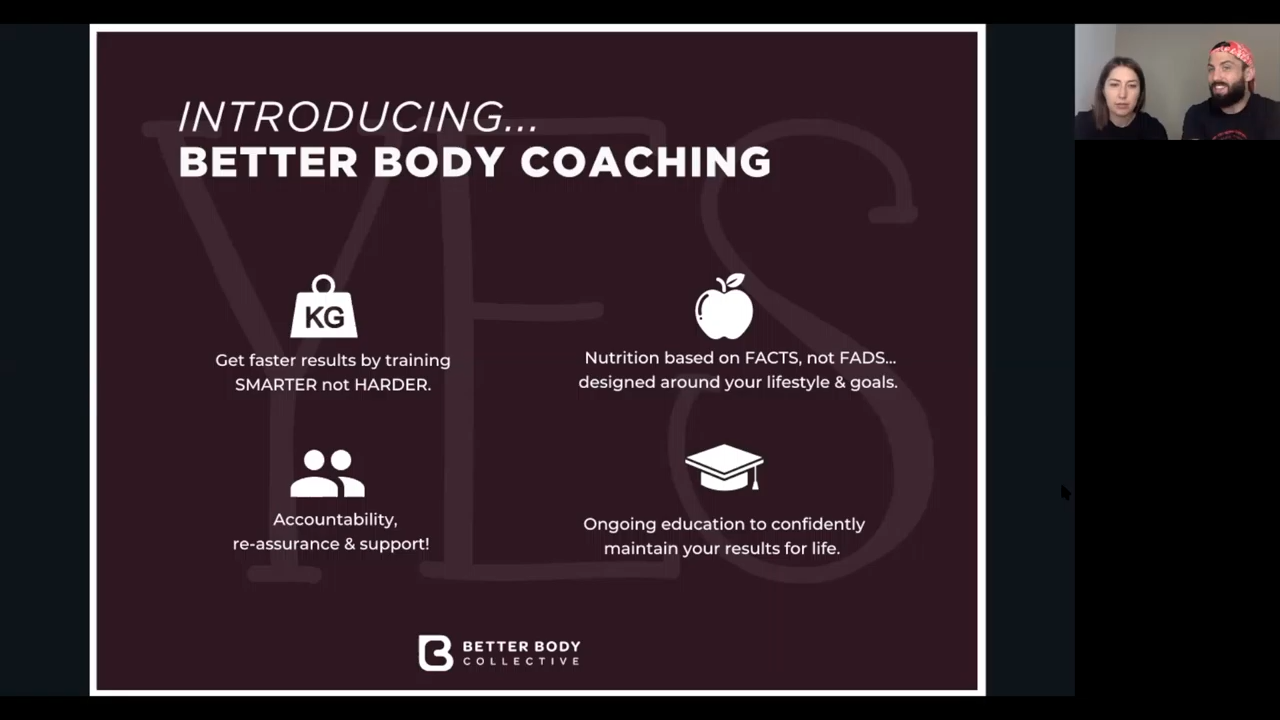 YES
INTRODUCING...
BETTER BODY COACHING
KG
Get faster results by training
SMARTER not HARDER.
Nutrition based on FACTS, not FADS...
designed around your lifestyle & goals.
Accountability,
re-assurance & support!
Ongoing education to confidently
maintain your results for life.
BETTER BODY
COLLECTIVE